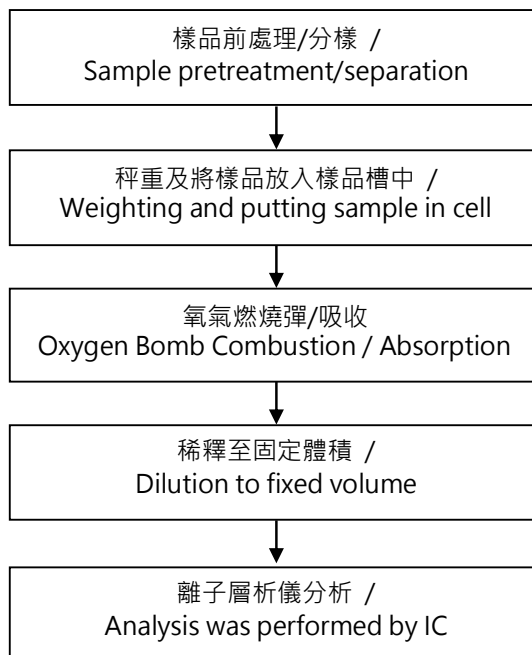 樣品前處理/分樣 /
Sample pretreatment/separation
秤重及將樣品放入樣品槽中 /
Weighting and putting sample in cell
氧氣燃燒彈/吸收
Oxygen Bomb Combustion / Absorption
稀釋至固定體積 /
Dilution to fixed volume
離子層析儀分析 /
Analysis was performed by IC